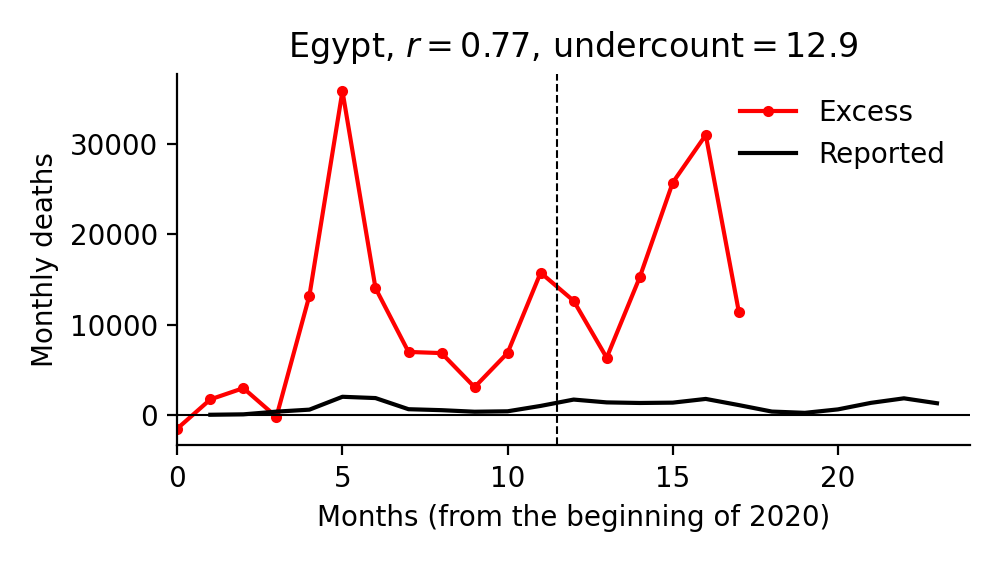 Egypt, r = 0.77, undercount = 12.9
Excess
Reported
Monthly deaths
30000
20000
10000
0
0 5 10 15 20
Months (from the beginning of 2020)